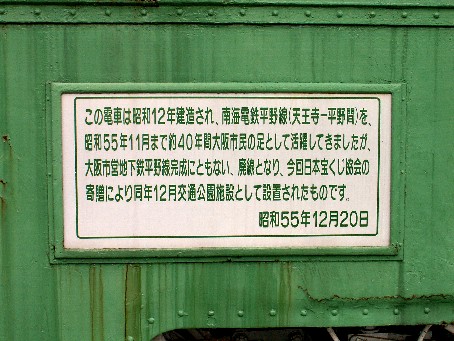 この電車は昭和12年建造され、南海電鉄平野線(天王寺-平野間)を、
昭和55年11月まで約40年間大阪市民の足として活躍してきましたが、
大阪市営地下鉄平野線完成にともない、廃線となり、今回日本宝くじ協会の
寄贈により同年12月交通公園施設として設置されたものです。
昭和55年12月20日